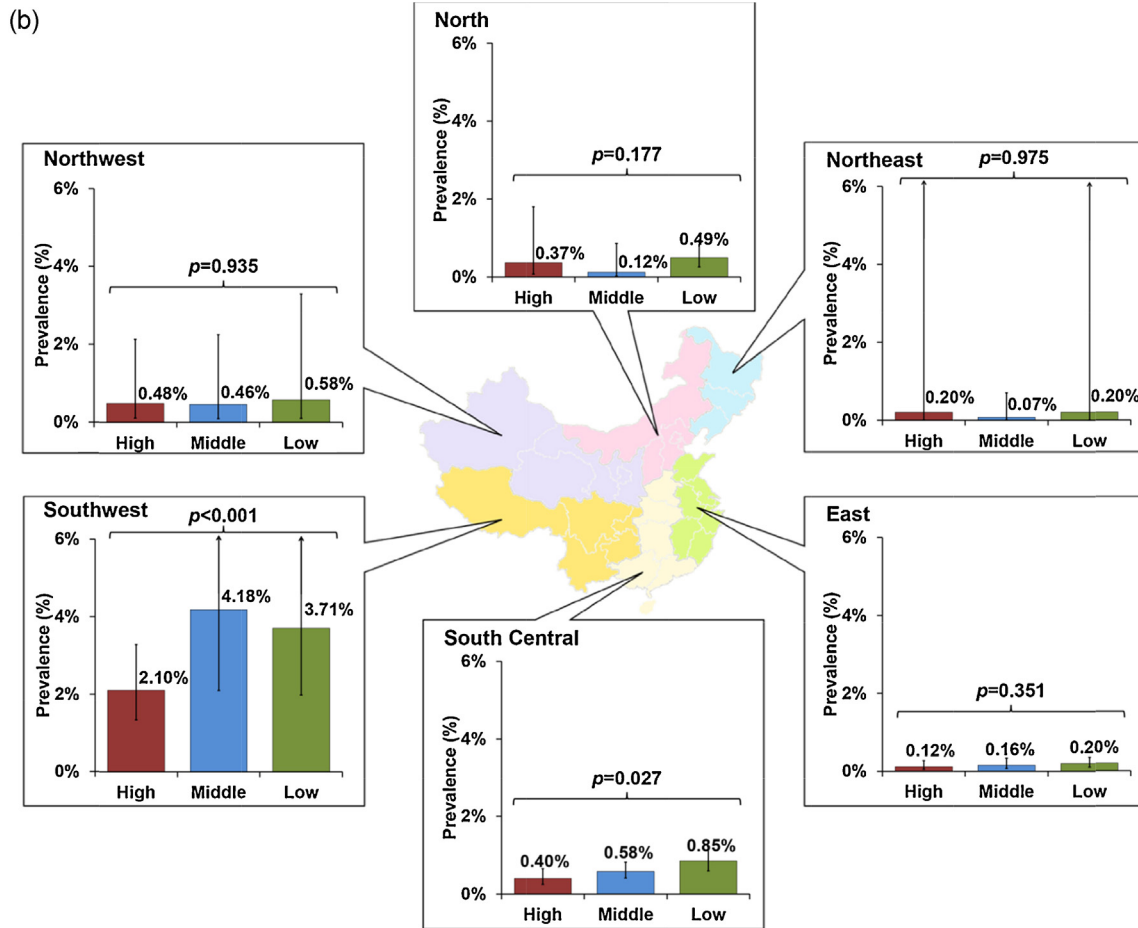 (b)
North
6%
4%
2%
0%
Prevalence (%)
p=0.177
0.37%
0.12%
0.49%
High Middle Low
Northwest
6%
4%
2%
0%
Prevalence (%)
p=0.935
0.48%
0.46%
0.58%
High Middle Low
Northeast
6%
4%
2%
0%
Prevalence (%)
p=0.975
0.20%
0.07%
0.20%
High Middle Low
Southwest
6%
4%
2%
0%
Prevalence (%)
p<0.001
2.10%
4.18%
3.71%
High Middle Low
East
6%
4%
2%
0%
Prevalence (%)
p=0.351
0.12%
0.16%
0.20%
High Middle Low
South Central
6%
4%
2%
0%
Prevalence (%)
p=0.027
0.40%
0.58%
0.85%
High Middle Low